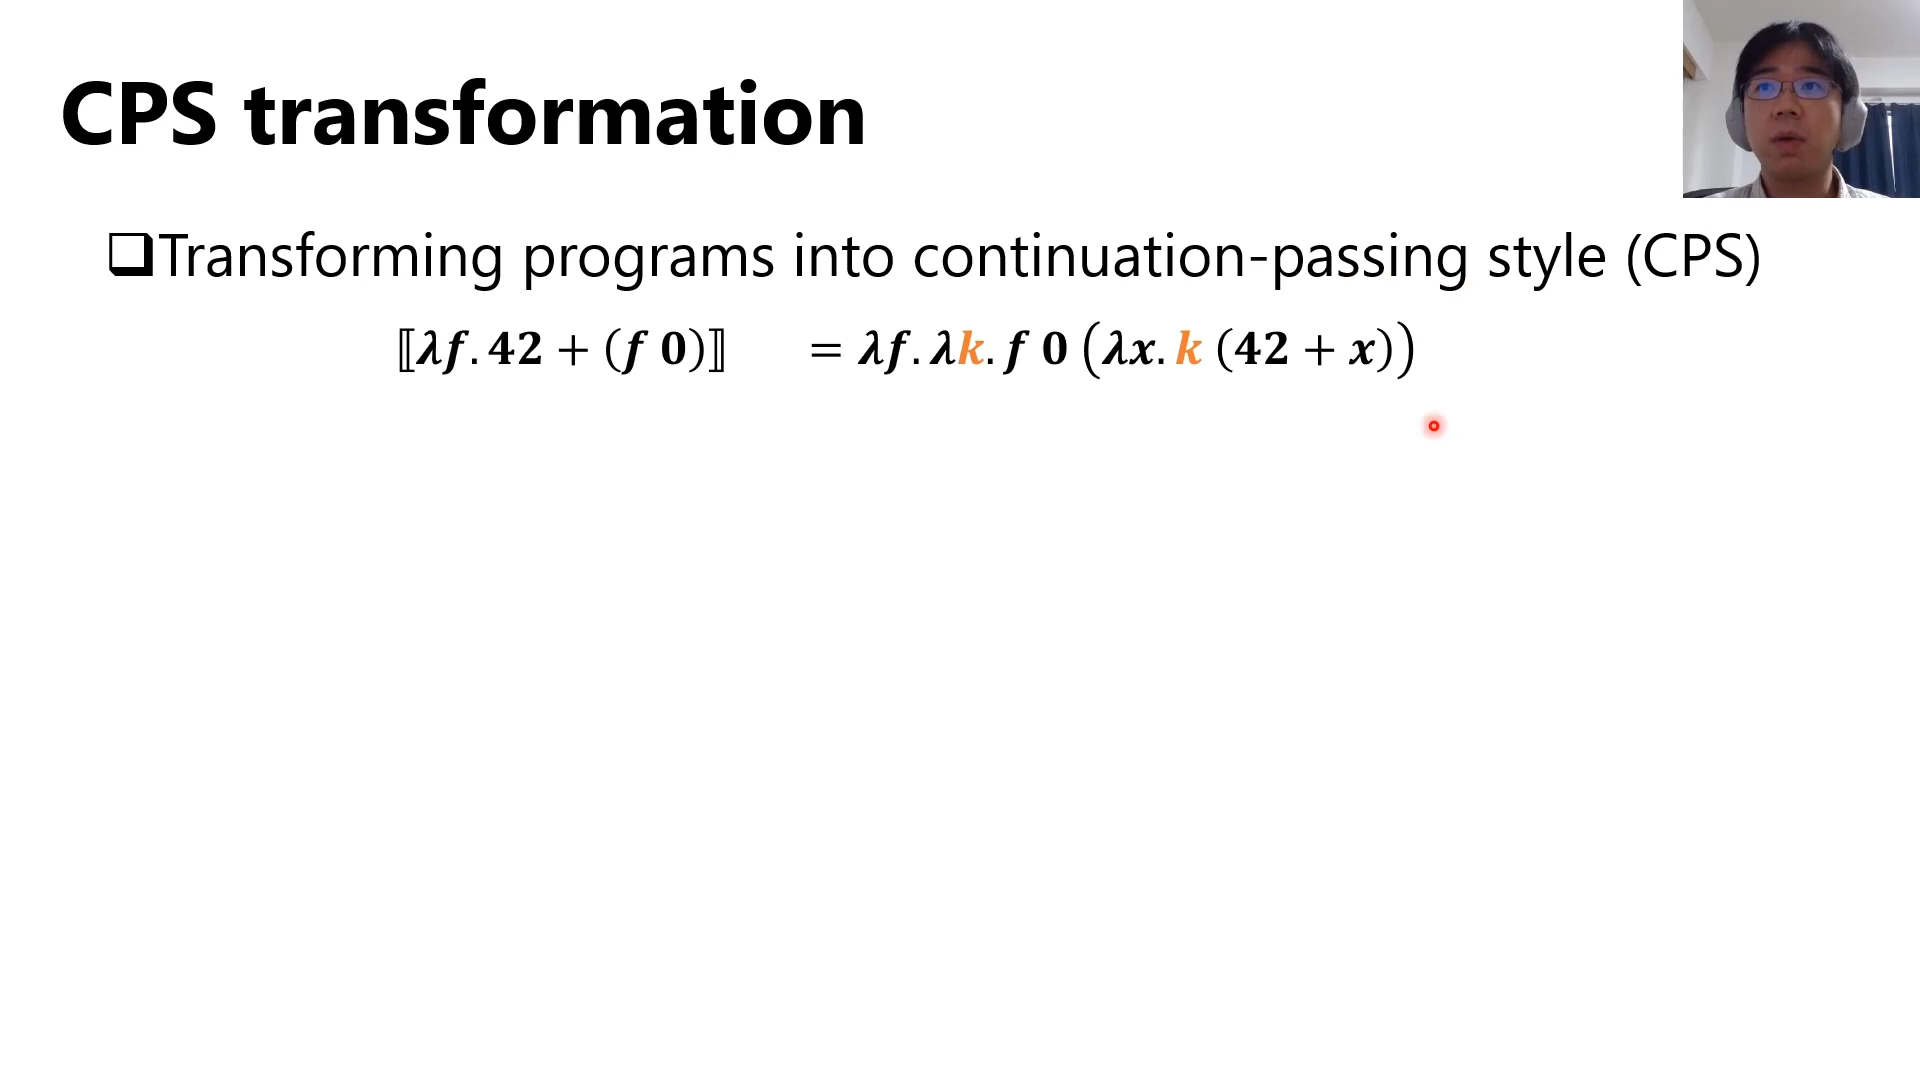 CPS transformation
❑Transforming programs into continuation-passing style (CPS)
⟦λf. 42 + (f 0)⟧ = λf. λk. f 0 (λx. k (42 + x))